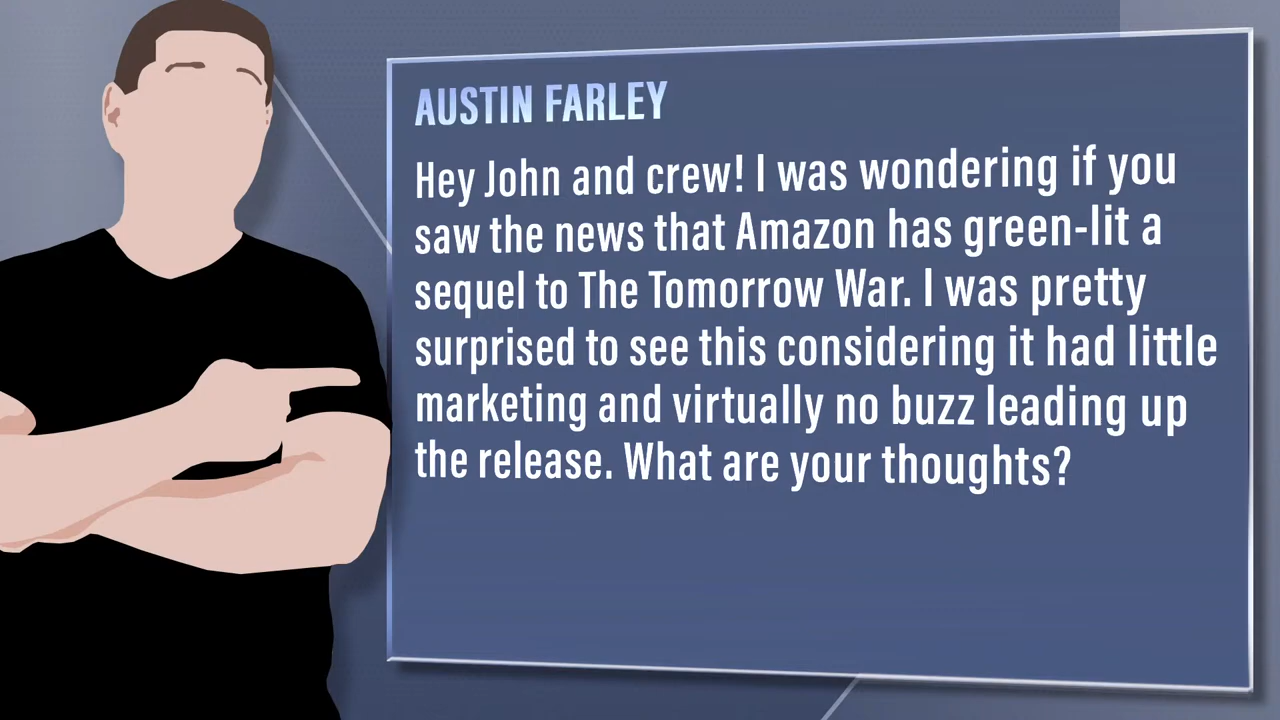 AUSTIN FARLEY
Hey John and crew! I was wondering if you
saw the news that Amazon has green-lit a
sequel to The Tomorrow War. I was pretty
surprised to see this considering it had little
marketing and virtually no buzz leading up
the release. What are your thoughts?